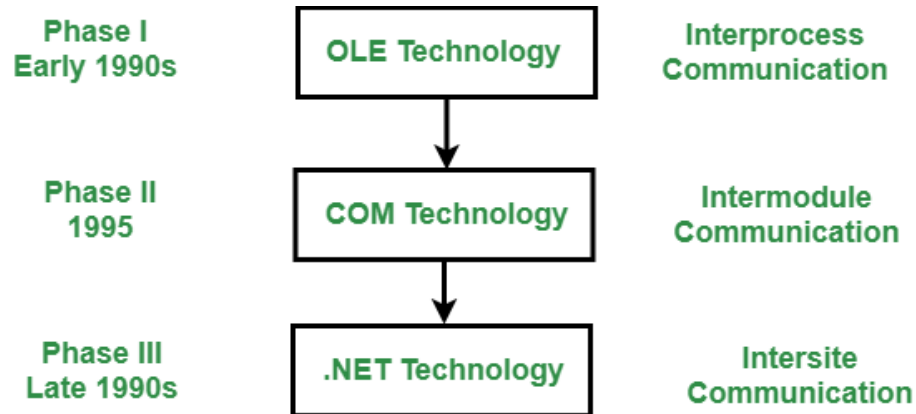 Phase I
Early 1990s
OLE Technology
Interprocess
Communication
Phase II
1995
COM Technology
Intermodule
Communication
Phase III
Late 1990s
.NET Technology
Intersite
Communication